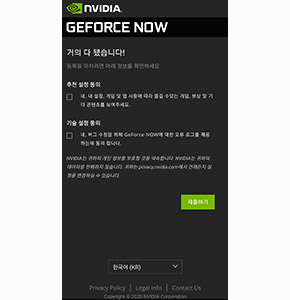 NVIDIA.
GEFORCE NOW
거의 다 됐습니다!
등록을 마치려면 아래 정보를 확인하세요
추천 설정 동의
네, 내 설정, 게임 및 앱 사용에 따라 즐길 수있는 게임, 보상 및 기
타 콘텐츠를 보여주세요.
기술 설정 동의
네, 버그 수정을 위해 GeForce NOW에 대한 오류 로그를 제공
하는데 동의 합니다.
NVIDIA는 귀하의 개인 정보를 보호할 것을 약속합니다. NVIDIA는 귀하의
데이터를 판매하지 않습니다. 귀하는 privacy.nvidia.com에서 언제든지 설
정을 변경하실 수 있습니다.
제출하기
한국어 (KR)
Privacy Policy | Legal Info | Contact Us
Copyright © 2020 NVIDIA Corporation